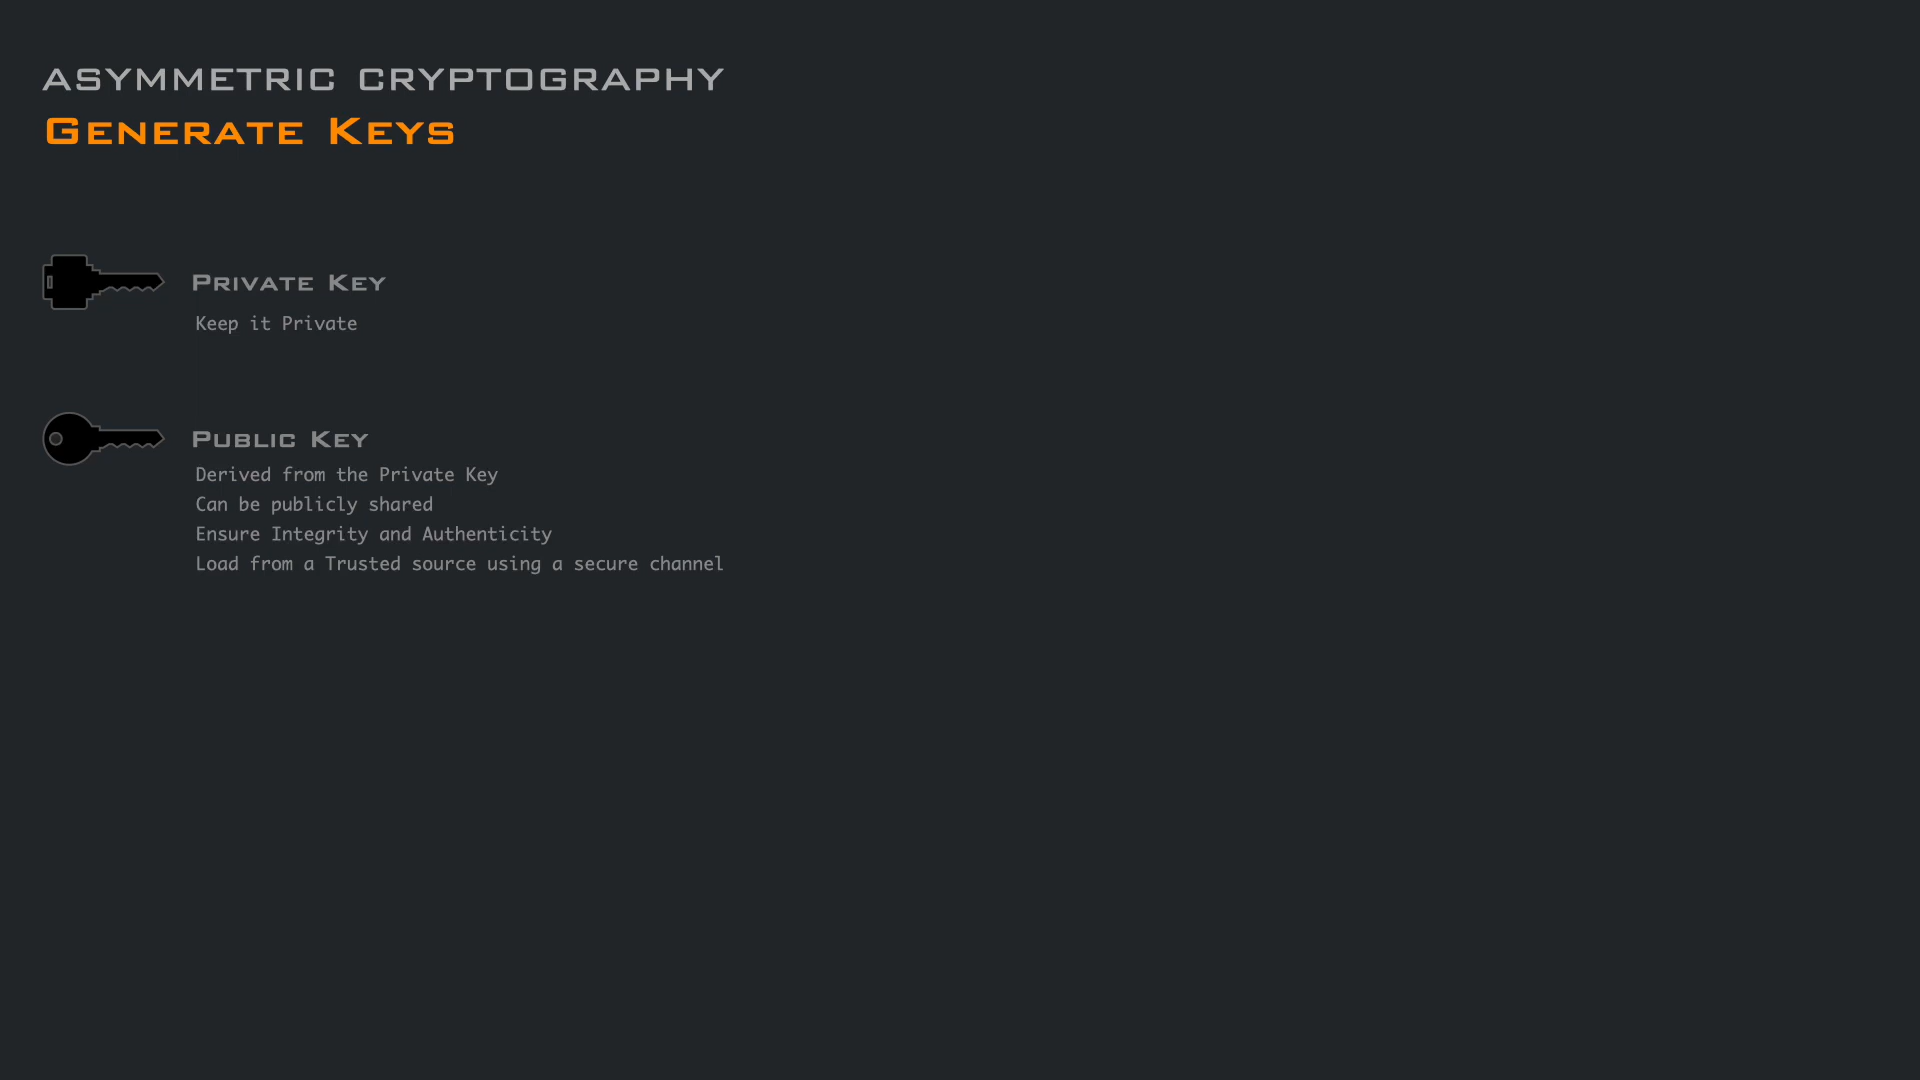 ASYMMETRIC CRYPTOGRAPHY
Generate Keys
Private Key
Keep it Private
Public Key
Derived from the Private Key
Can be publicly shared
Ensure Integrity and Authenticity
Load from a Trusted source using a secure channel